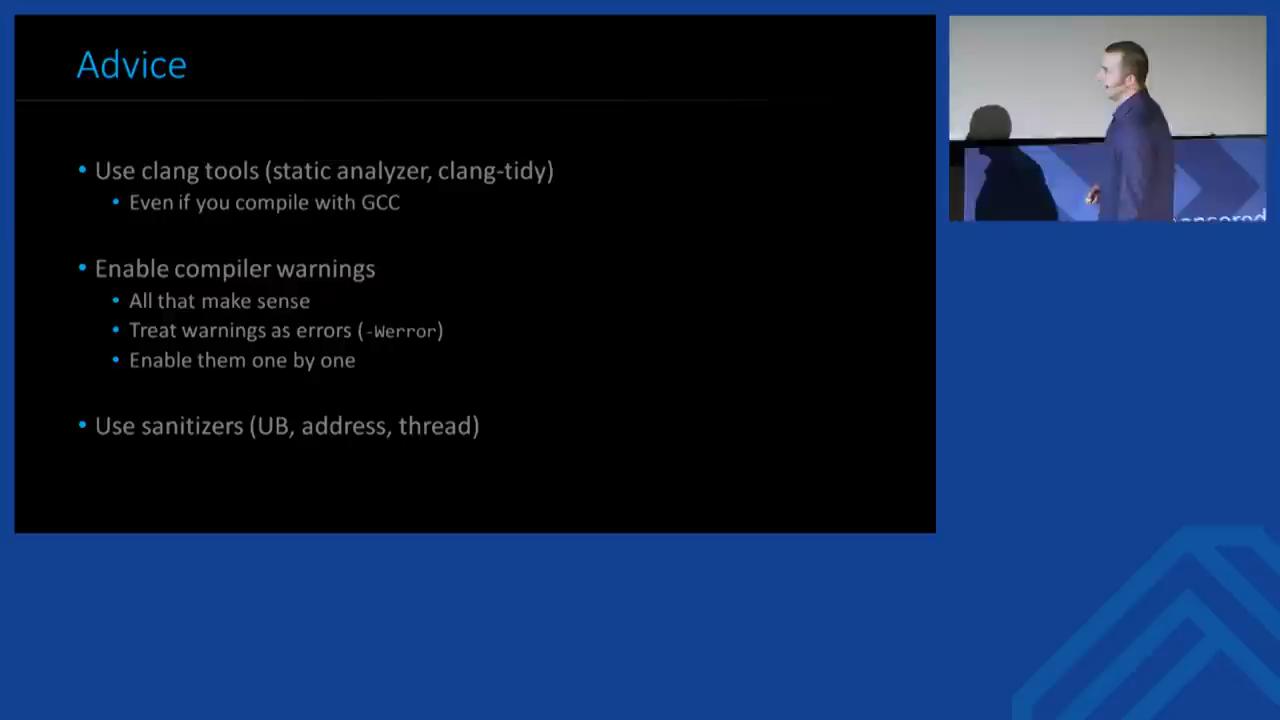 Advice
• Use clang tools (static analyzer, clang-tidy)
• Even if you compile with GCC
• Enable compiler warnings
• All that make sense
• Treat warnings as errors (-Werror)
• Enable them one by one
• Use sanitizers (UB, address, thread)